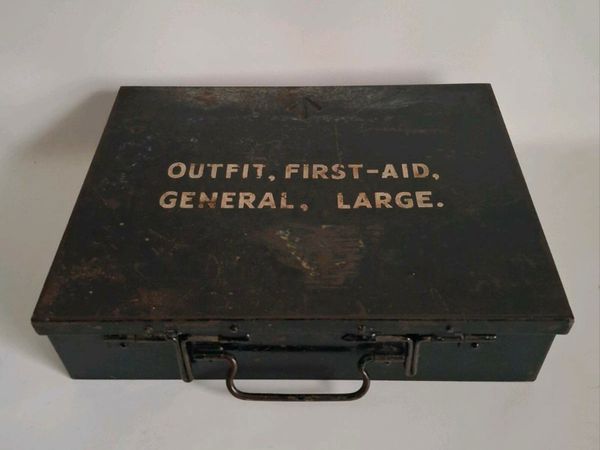 OUTFIT, FIRST-AID,
GENERAL, LARGE.